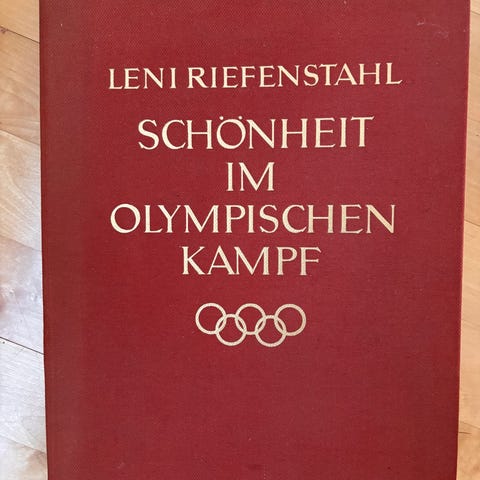 LENI RIEFENSTAHL
SCHÖNHEIT
IM
OLYMPISCHEN
KAMPF